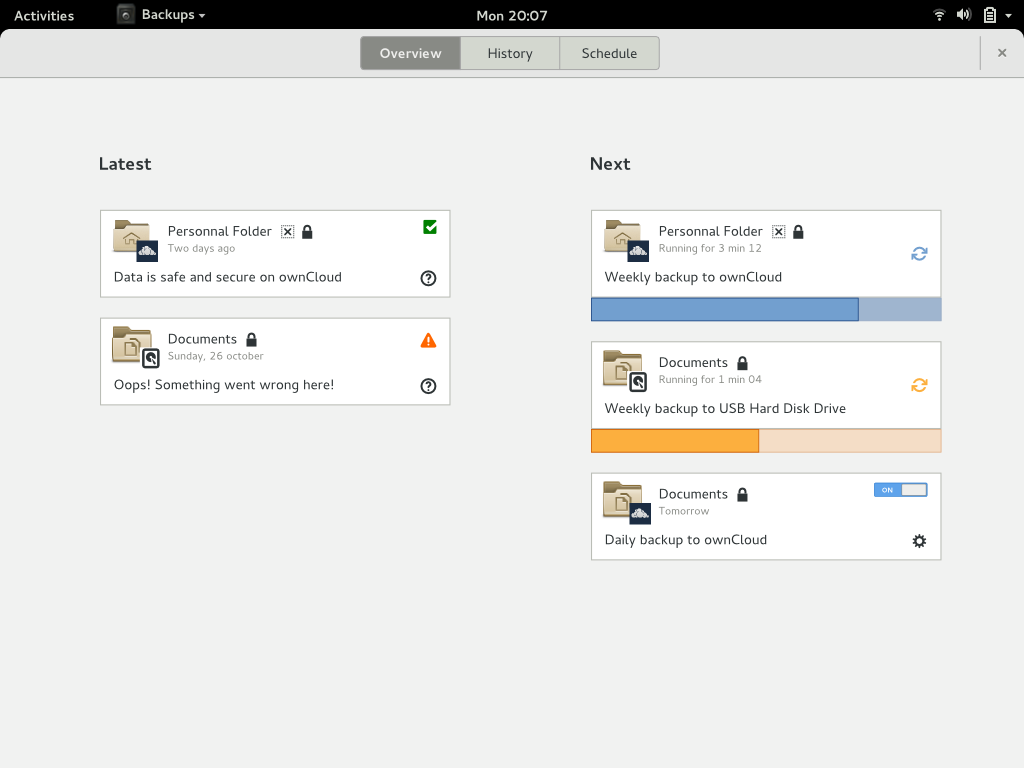 Activities
Backups
Mon 20:07
Overview
History
Schedule
Latest
Personnal Folder
Two days ago
Data is safe and secure on ownCloud
Documents
Sunday, 26 october
Oops! Something went wrong here!
Next
Personnal Folder
Running for 3 min 12
Weekly backup to ownCloud
Documents
Running for 1 min 04
Weekly backup to USB Hard Disk Drive
Documents
Tomorrow
ON
Daily backup to ownCloud